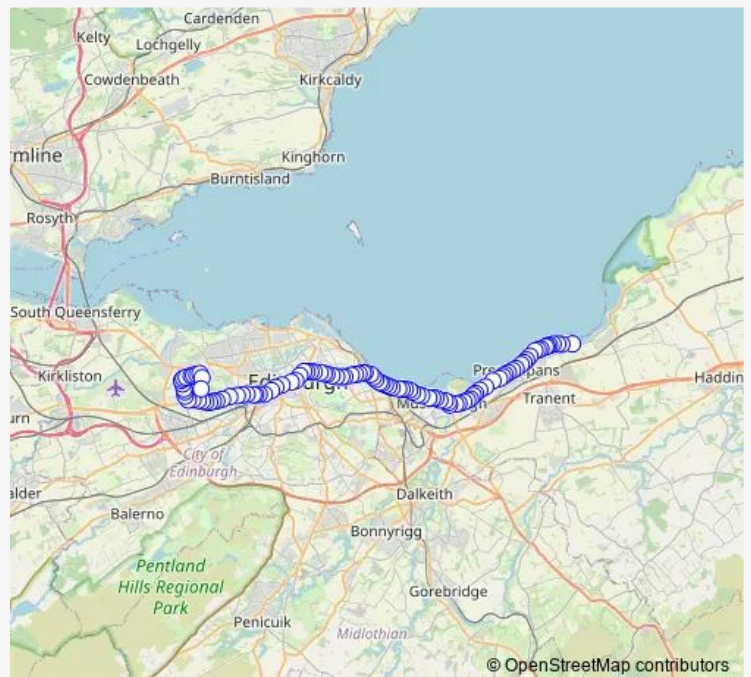 Cardenden
Kelty
Lochgelly
Cowdenbeath
Kirkcaldy
rmline
Kinghorn
Burntisland
Rosyth
South Queensferry
Kirkliston
Haddin
Tranent
urn
City of
Edinburgh
alder
Dalkeith
Balerno
Bonnyrigg
Pentland
Hills Regional
Park
Gorebridge
Penicuik
Midlothian
© OpenStreetMap contributors